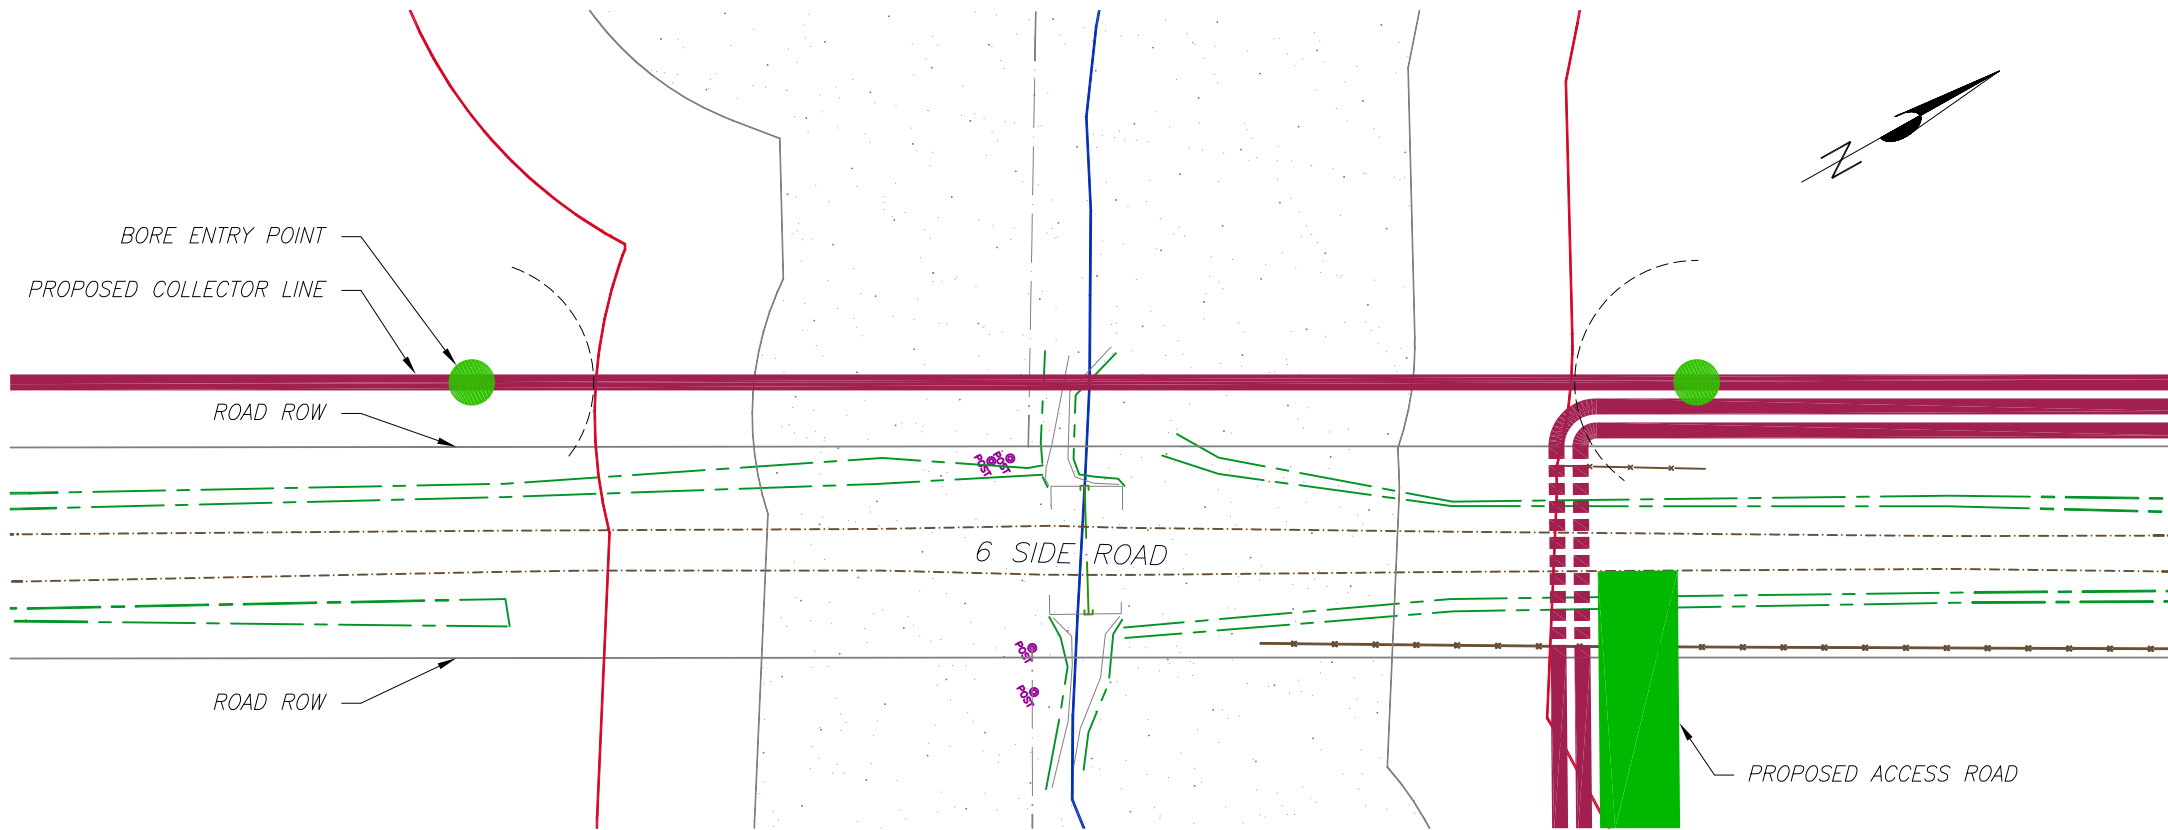 N
BORE ENTRY POINT
PROPOSED COLLECTOR LINE
ROAD ROW
POST
POST
6 SIDE ROAD
POST
POST
ROAD ROW
PROPOSED ACCESS ROAD